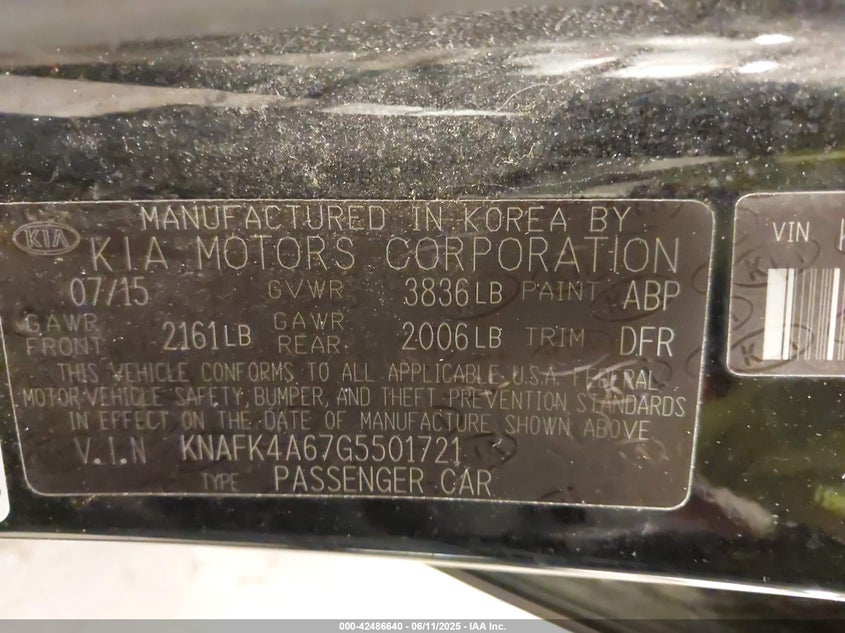 MANUFACTURED IN KOREA BY
KIA
KIA MOTORS CORPORATION
07/15 GVWR 3836LB PAINT ABP
GAWR FRONT 2161LB GAWR REAR 2006LB TRIM DFR
THIS VEHICLE CONFORMS TO ALL APPLICABLE U.S.A. FEDERAL
MOTOR VEHICLE SAFETY, BUMPER, AND THEFT PREVENTION STANDARDS
IN EFFECT ON THE DATE OF MANUFACTURE SHOWN ABOVE
V.I.N KNAFK4A67G5501721
TYPE PASSENGER CAR
VIN K
000-42486640 - 06/11/2025 - IAA Inc.